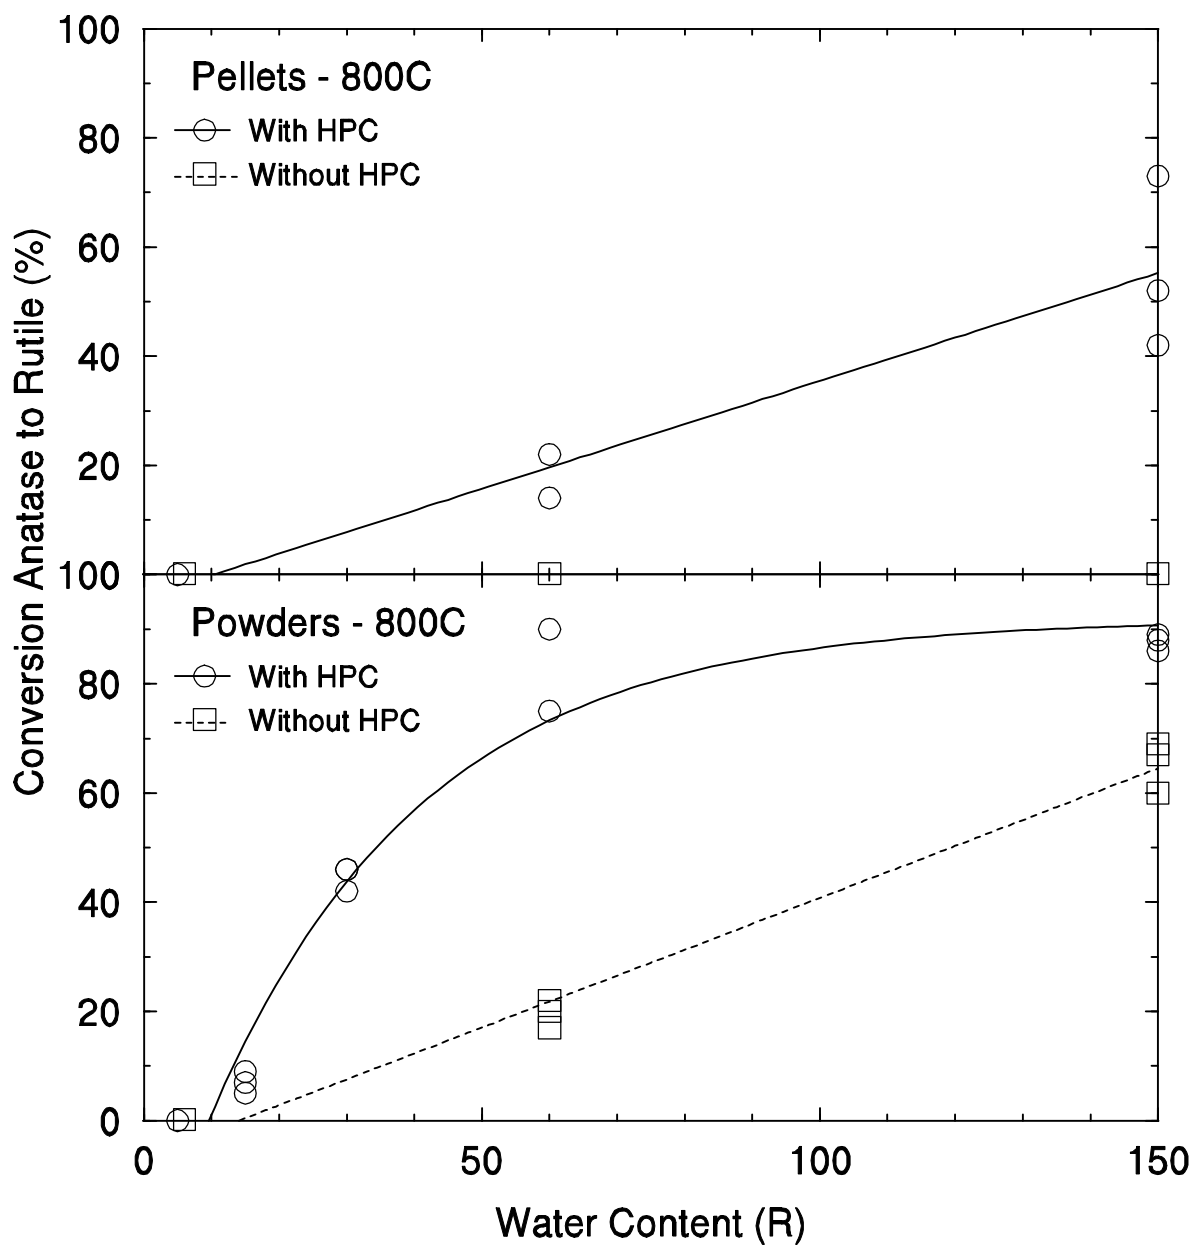 100
Pellets - 800C
With HPC
80
Without HPC
60
40
20
100
Powders - 800C
With HPC
80
Without HPC
60
40
20
0
0 50 100 150
Water Content (R)
Conversion Anatase to Rutile (%)